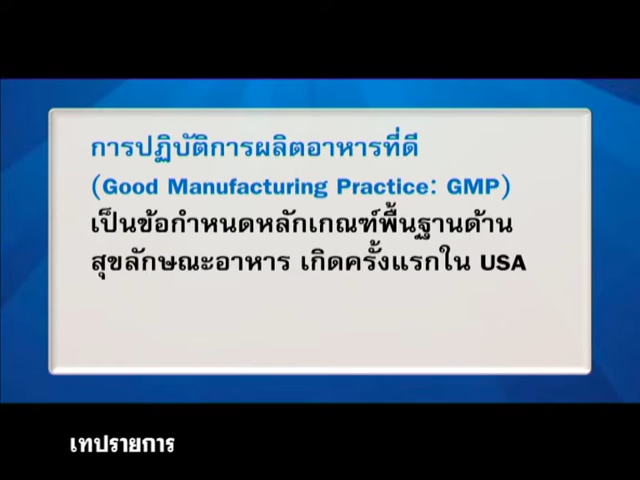 การปฏิบัติการผลิตอาหารที่ดี
(Good Manufacturing Practice: GMP)
เป็นข้อกำหนดหลักเกณฑ์พื้นฐานด้าน
สุขลักษณะอาหาร เกิดครั้งแรกใน USA
เทปรายการ